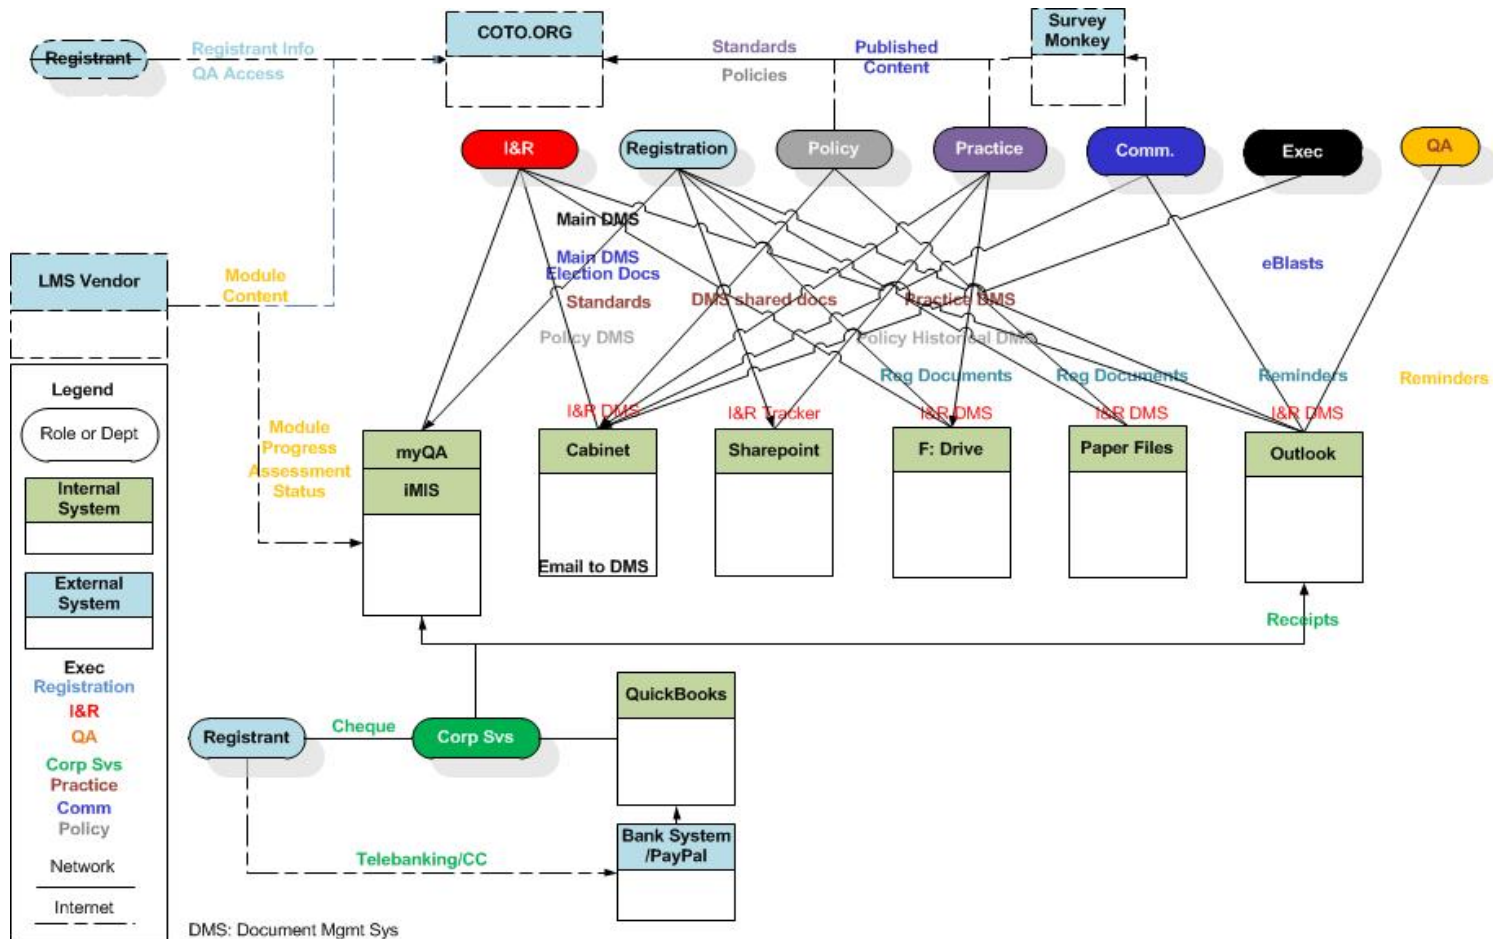 COTO.ORG
Survey
Monkey
Registrant
Registrant Info
QA Access
Standards
Policies
Published
Content
I&R
Registration
Policy
Practice
Comm.
Exec
QA
Main DMS
Main DMS
Election Docs
Standards
DMS shared docs
Practice DMS
Policy DMS
Policy Historical DMS
eBlasts
LMS Vendor
Module
Content
Reg Documents
Reg Documents
Reminders
Reminders
I&R DMS
I&R Tracker
I&R DMS
I&R DMS
I&R DMS
Legend
Role or Dept
Internal
System
External
System
Exec
Registration
I&R
QA
Corp Svs
Practice
Comm
Policy
Network
Internet
Module
Progress
Assessment
Status
myQA
iMIS
Cabinet
Email to DMS
Sharepoint
F: Drive
Paper Files
Outlook
Receipts
QuickBooks
Registrant
Cheque
Corp Svs
Bank System
/PayPal
Telebanking/CC
DMS: Document Mgmt Sys